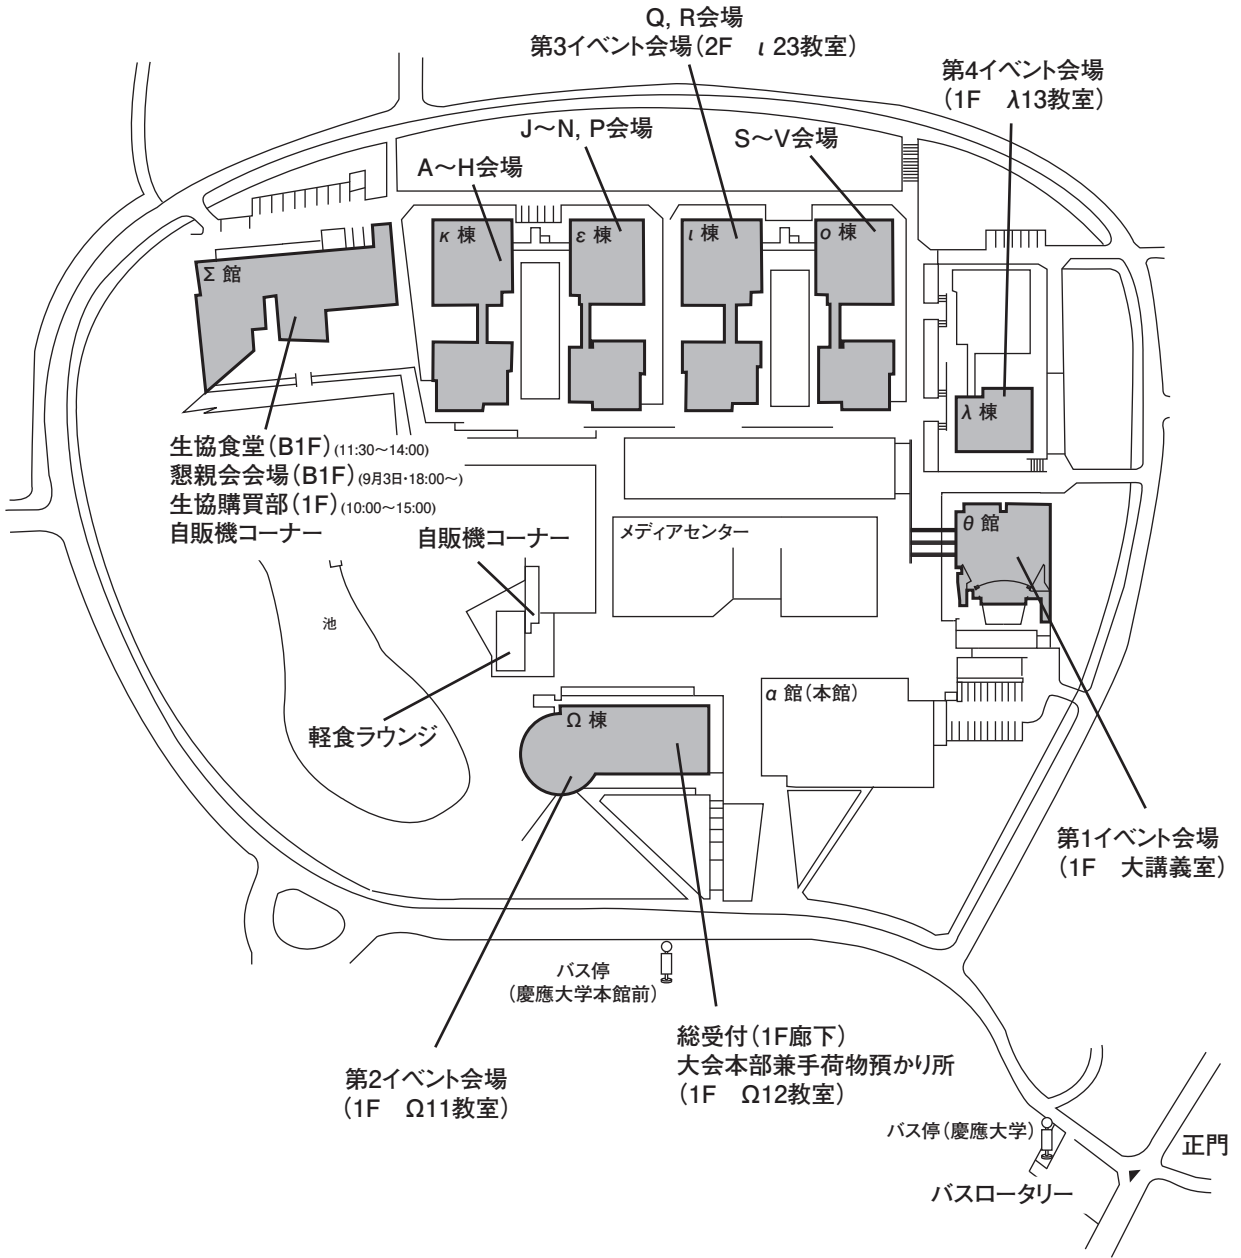 Q, R会場
第3イベント会場(2F　ι 23教室)
第4イベント会場
(1F　λ13教室)
J〜N, P会場
S〜V会場
A〜H会場
κ 棟
ε 棟
ι 棟
ο 棟
Σ 館
λ 棟
生協食堂(B1F)(11:30〜14:00)
懇親会会場(B1F)(9月3日・18:00〜)
生協購買部(1F)(10:00〜15:00)
自販機コーナー
自販機コーナー
メディアセンター
θ 館
池
α 館(本館)
Ω 棟
軽食ラウンジ
第1イベント会場
(1F　大講義室)
バス停
(慶應大学本館前)
総受付(1F廊下)
大会本部兼手荷物預かり所
(1F　Ω12教室)
第2イベント会場
(1F　Ω11教室)
バス停(慶應大学)
正門
バスロータリー